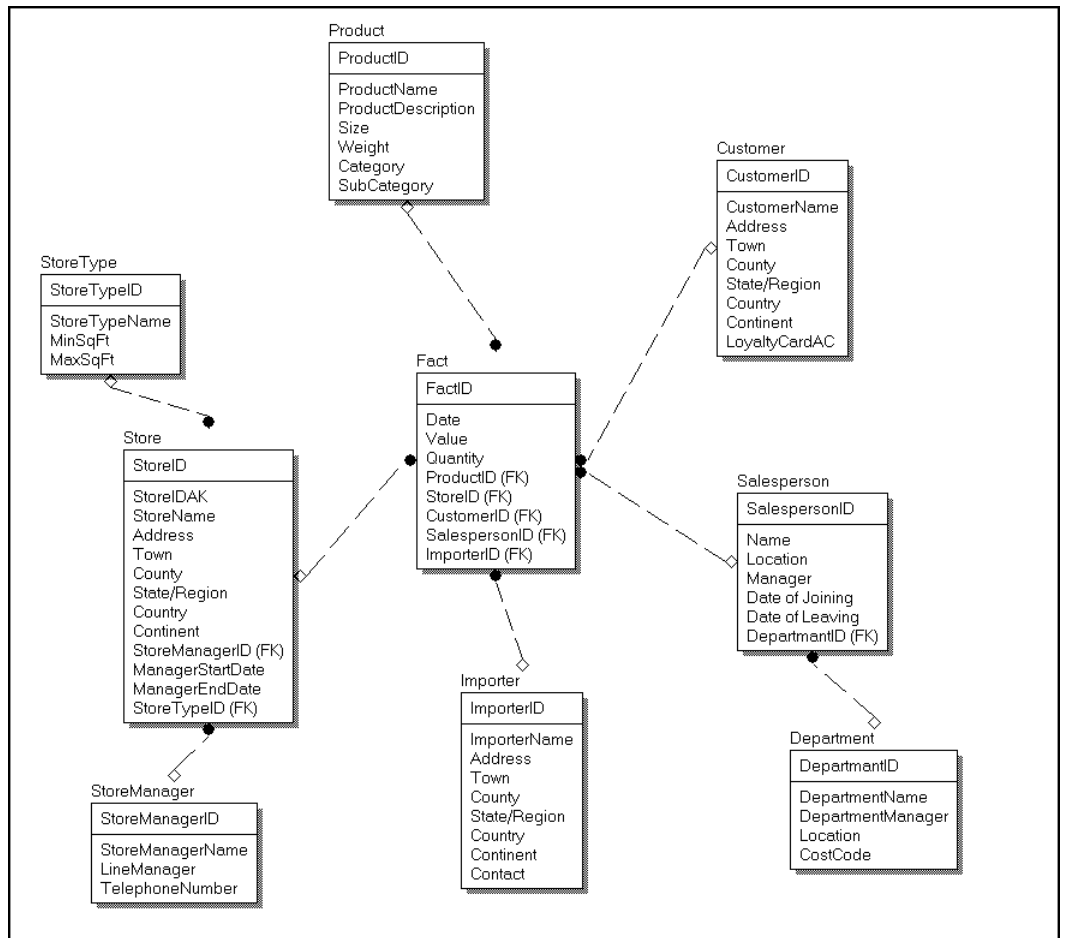 Product
ProductID
ProductName
ProductDescription
Size
Weight
Category
SubCategory
Customer
CustomerID
CustomerName
Address
Town
County
State/Region
Country
Continent
LoyaltyCardAC
StoreType
StoreTypeID
StoreTypeName
MinSqFt
MaxSqFt
Fact
FactID
Date
Value
Quantity
ProductID (FK)
StoreID (FK)
CustomerID (FK)
SalespersonID (FK)
ImporterID (FK)
Store
StoreID
StoreIDAK
StoreName
Address
Town
County
State/Region
Country
Continent
StoreManagerID (FK)
ManagerStartDate
ManagerEndDate
StoreTypeID (FK)
Salesperson
SalespersonID
Name
Location
Manager
Date of Joining
Date of Leaving
DepartmantID (FK)
Importer
ImporterID
ImporterName
Address
Town
County
State/Region
Country
Continent
Contact
Department
DepartmantID
DepartmentName
DepartmentManager
Location
CostCode
StoreManager
StoreManagerID
StoreManagerName
LineManager
TelephoneNumber